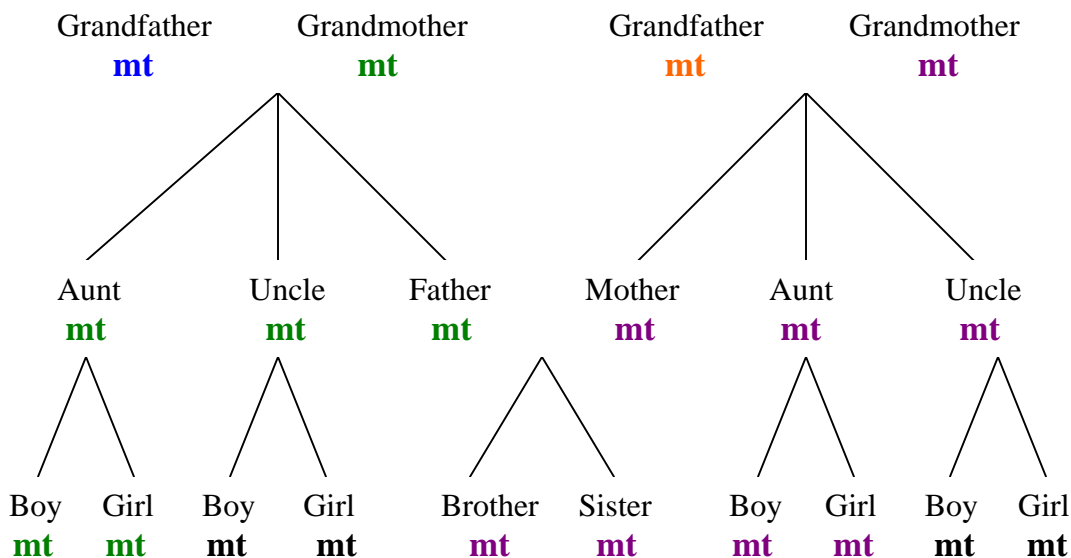 Grandfather Grandmother Grandfather Grandmother
mt mt mt mt
Aunt Uncle Father Mother Aunt Uncle
mt mt mt mt mt mt
Boy Girl Boy Girl Brother Sister Boy Girl Boy Girl
mt mt mt mt mt mt mt mt mt mt